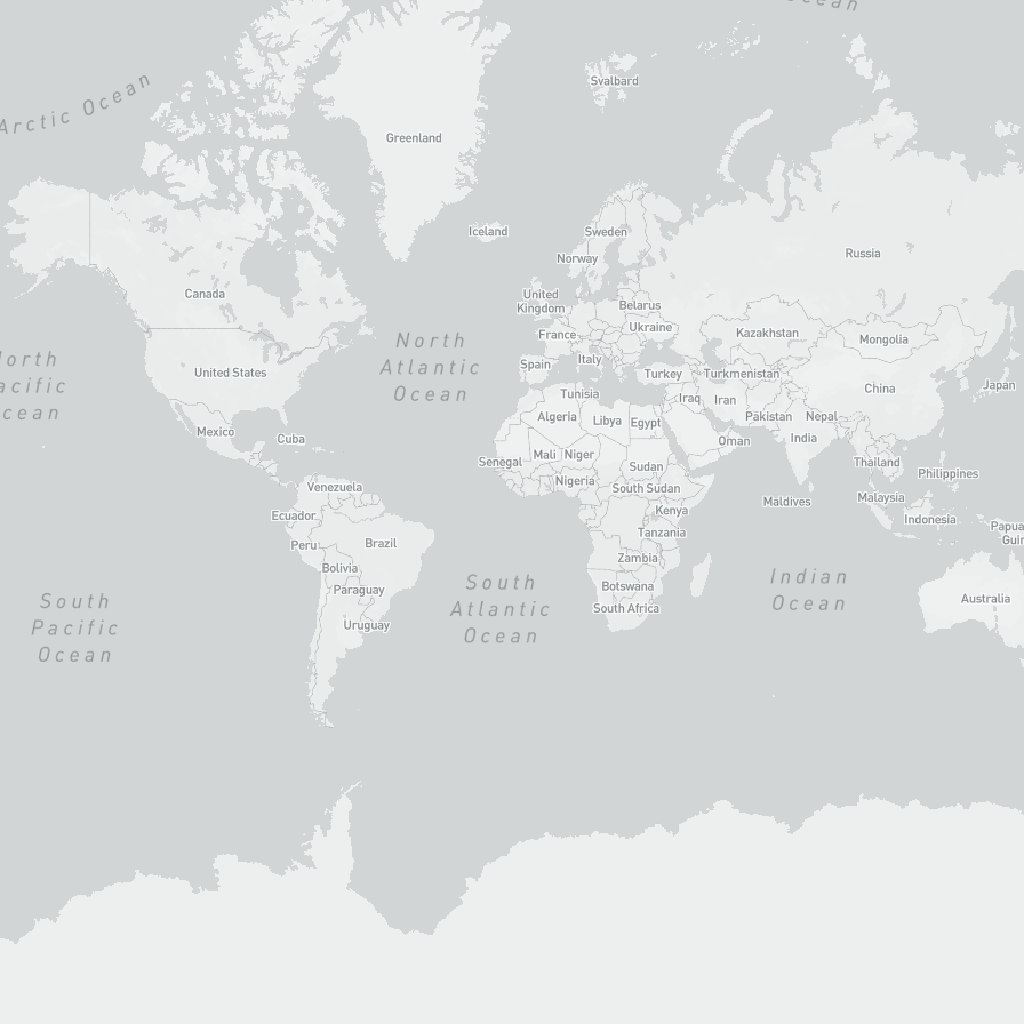 cean
Arctic Ocean
Svalbard
Greenland
Iceland
Sweden
Norway
Russia
Canada
United
Kingdom
Belarus
Ukraine
France
Kazakhstan
Mongolia
North
Atlantic
Ocean
orth
acific
cean
Italy
Spain
United States
Turkey
Turkmenistan
China
Japan
Tunisia
Iraq
Iran
Algeria
Libya
Egypt
Pakistan
Nepal
Mexico
Cuba
Oman
India
Mali
Niger
Senegal
Sudan
Thailand
Philippines
Nigeria
South Sudan
Venezuela
Maldives
Malaysia
Kenya
Ecuador
Indonesia
Papua
Guin
Tanzania
Peru
Brazil
Zambia
Bolivia
Paraguay
Botswana
South
Atlantic
Ocean
Indian
Ocean
Australia
South
Pacific
Ocean
South Africa
Uruguay